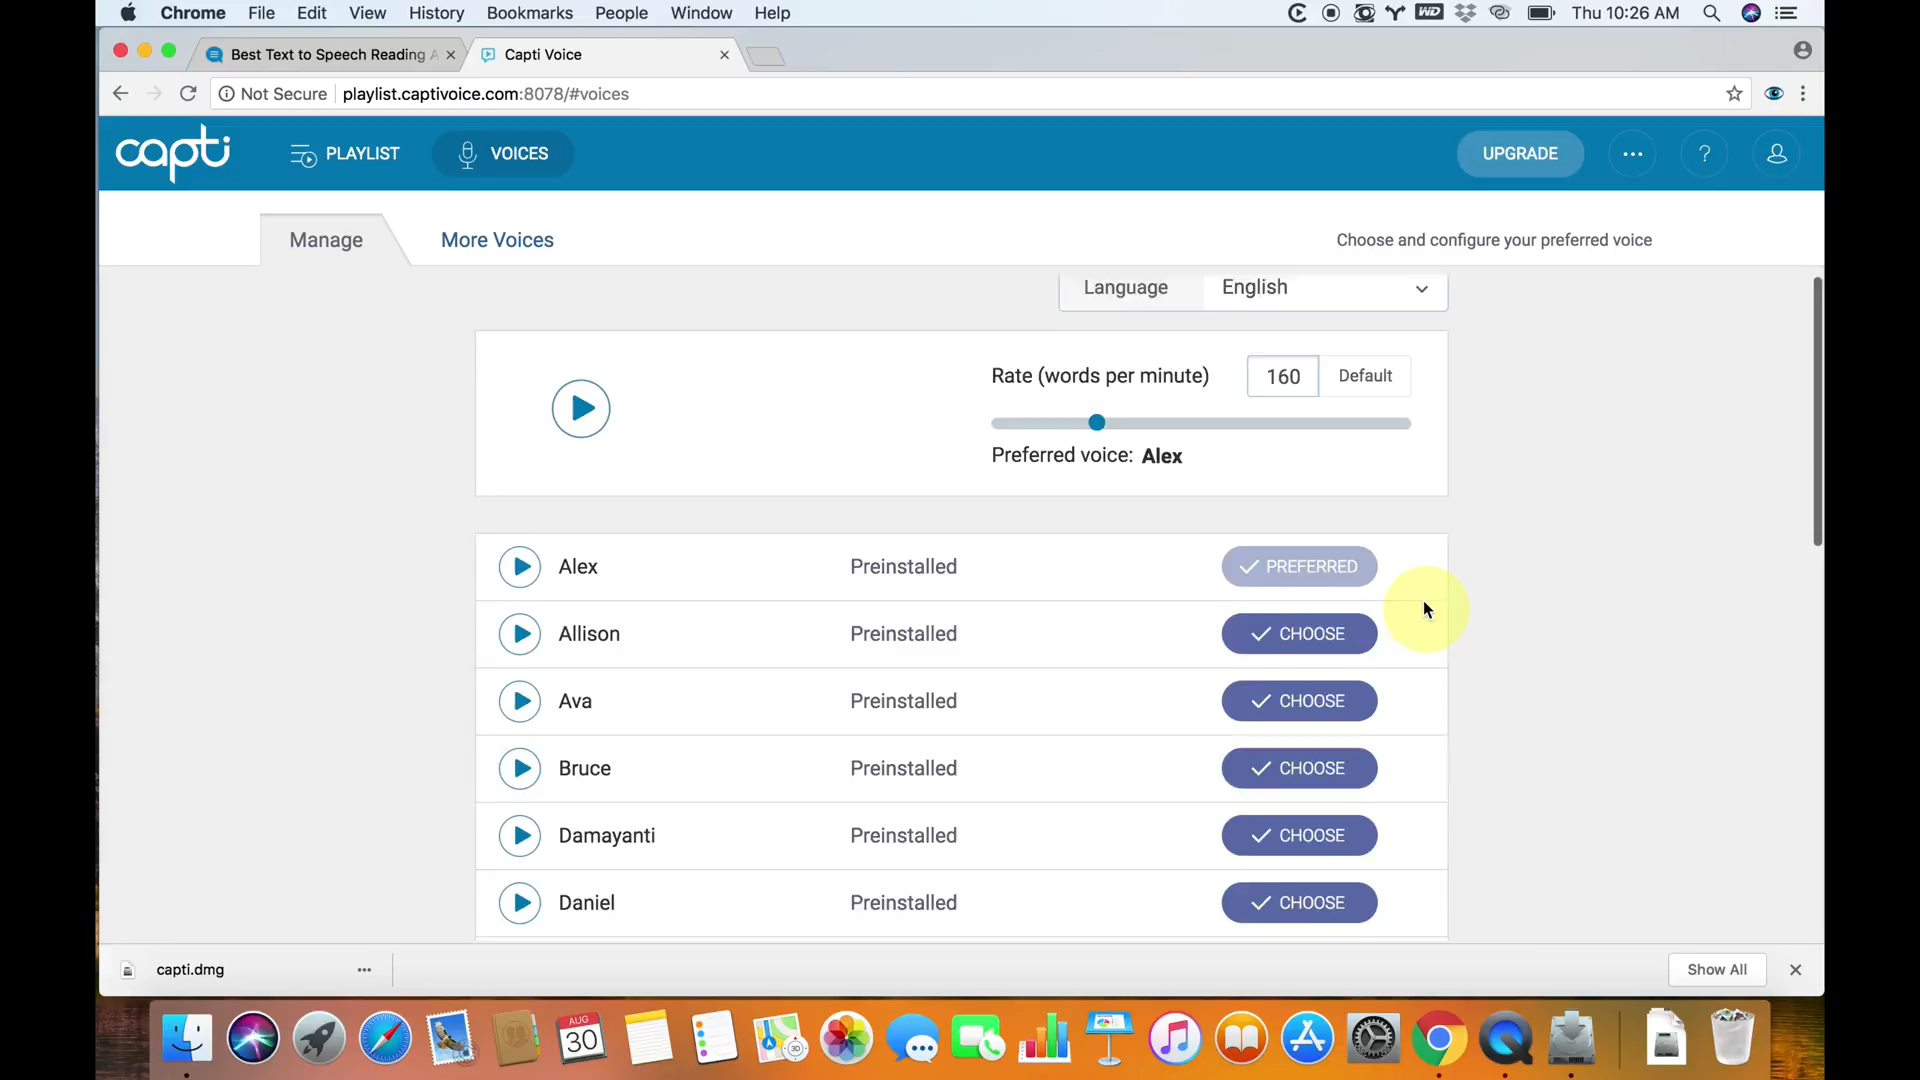 Chrome File Edit View History Bookmarks People Window Help WD Thu 10:26 AM
Best Text to Speech Reading A
Capti Voice
Not Secure playlist.captivoice.com:8078/#voices
capti PLAYLIST VOICES UPGRADE ... ?
Manage More Voices Choose and configure your preferred voice
Language English
Rate (words per minute) 160 Default
Preferred voice: Alex
Alex Preinstalled PREFERRED
Allison Preinstalled CHOOSE
Ava Preinstalled CHOOSE
Bruce Preinstalled CHOOSE
Damayanti Preinstalled CHOOSE
Daniel Preinstalled CHOOSE
capti.dmg ... Show All
AUG
30
3D